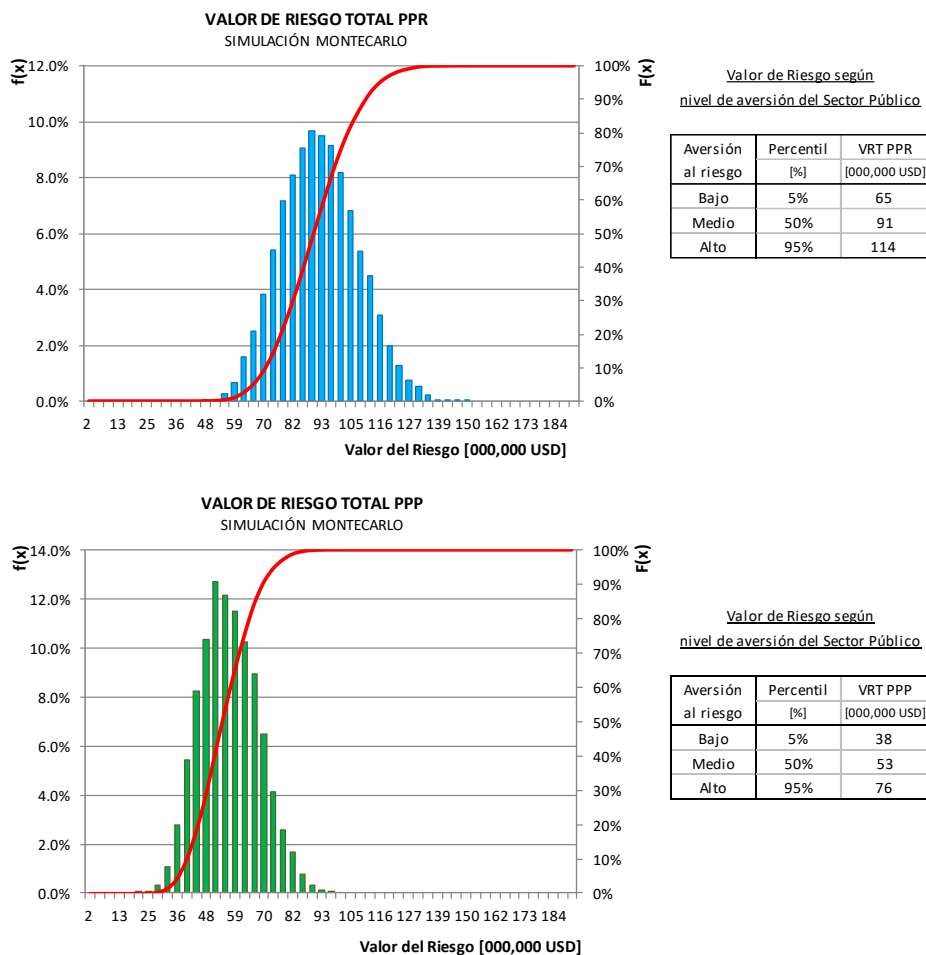 VALOR DE RIESGO TOTAL PPR
SIMULACIÓN MONTECARLO
f(x)
F(x)
12.0%
10.0%
8.0%
6.0%
4.0%
2.0%
0.0%
100%
90%
80%
70%
60%
50%
40%
30%
20%
10%
0%
2 13 25 36 48 59 70 82 93 105 116 127 139 150 162 173 184
Valor del Riesgo [000,000 USD]
Valor de Riesgo según
nivel de aversión del Sector Público
Aversión Percentil VRT PPR
al riesgo [%] [000,000 USD]
Bajo 5% 65
Medio 50% 91
Alto 95% 114
VALOR DE RIESGO TOTAL PPP
SIMULACIÓN MONTECARLO
f(x)
F(x)
14.0%
12.0%
10.0%
8.0%
6.0%
4.0%
2.0%
0.0%
100%
90%
80%
70%
60%
50%
40%
30%
20%
10%
0%
2 13 25 36 48 59 70 82 93 105 116 127 139 150 162 173 184
Valor del Riesgo [000,000 USD]
Valor de Riesgo según
nivel de aversión del Sector Público
Aversión Percentil VRT PPP
al riesgo [%] [000,000 USD]
Bajo 5% 38
Medio 50% 53
Alto 95% 76